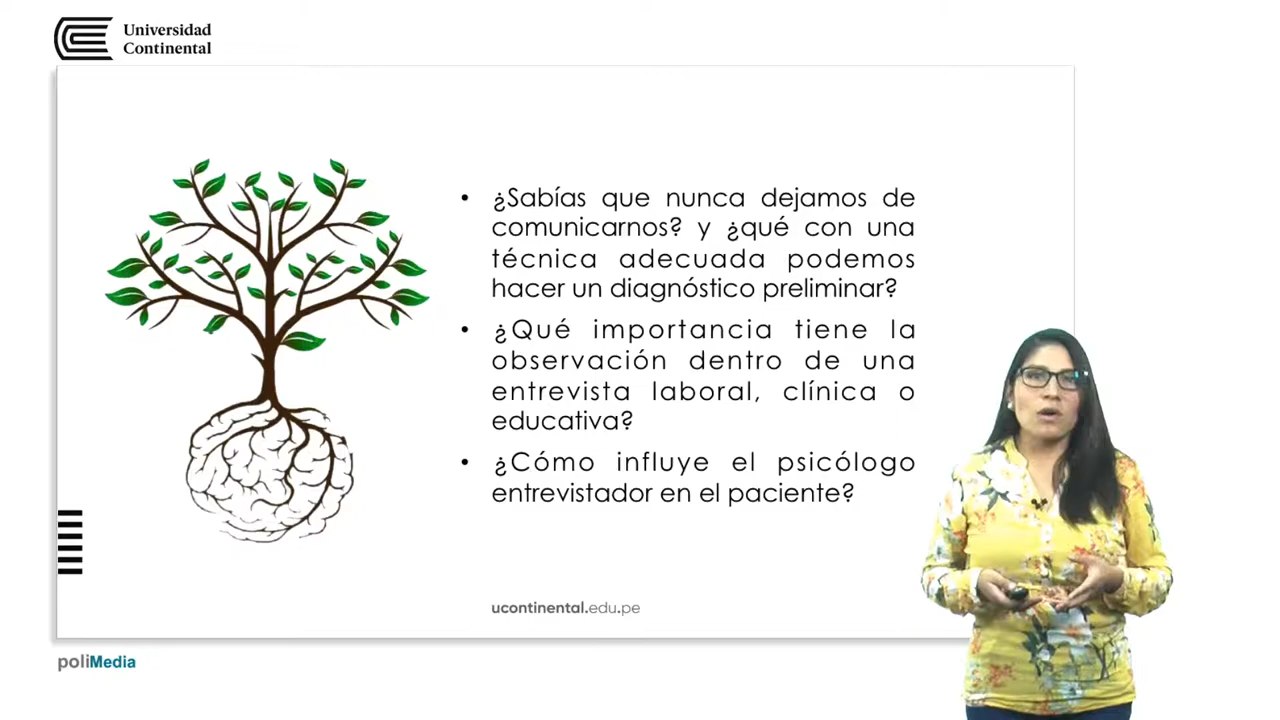 Universidad
Continental
• ¿Sabías que nunca dejamos de
comunicarnos? y ¿qué con una
técnica adecuada podemos
hacer un diagnóstico preliminar?
• ¿Qué importancia tiene la
observación dentro de una
entrevista laboral, clínica o
educativa?
• ¿Cómo influye el psicólogo
entrevistador en el paciente?
ucontinental.edu.pe
poliMedia